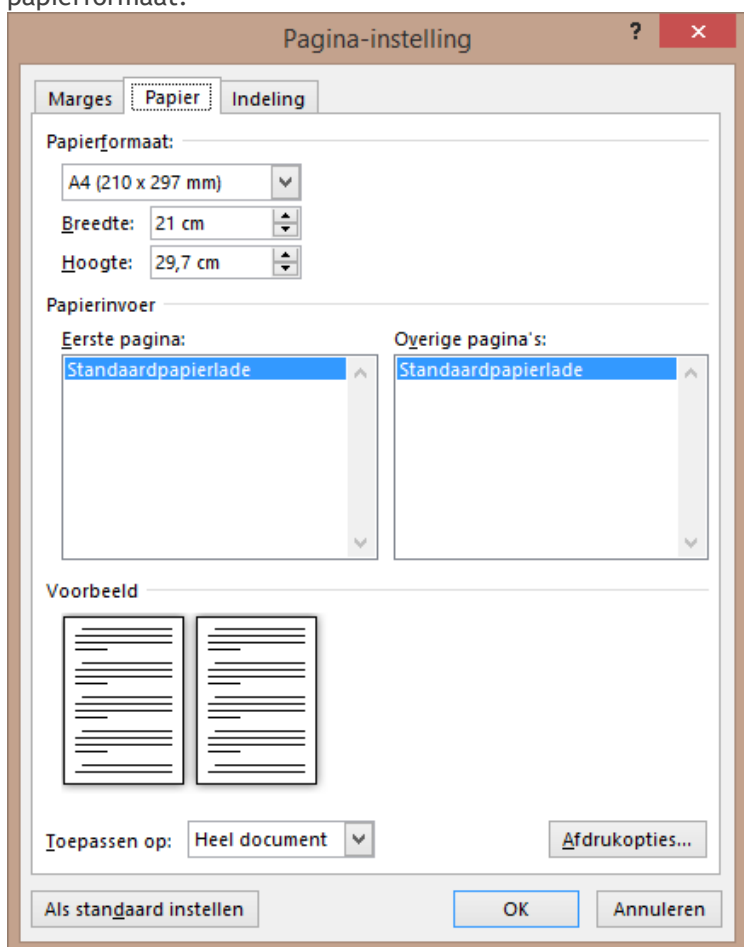 papierformaat.
Pagina-instelling ? ×
Marges Papier Indeling
Papierformaat:
A4 (210 x 297 mm)
Breedte: 21 cm
Hoogte: 29,7 cm
Papierinvoer
Eerste pagina: Overige pagina's:
Standaardpapierlade Standaardpapierlade
Voorbeeld
Toepassen op: Heel document Afdrukopties...
Als standaard instellen OK Annuleren